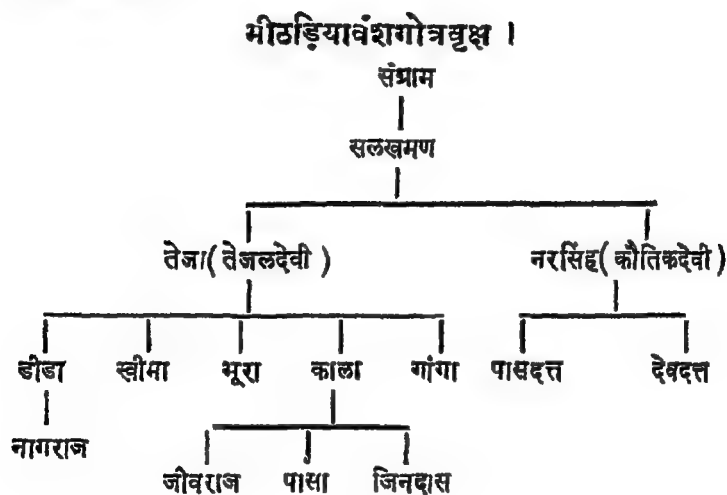 मीठड़ियावंशगोत्रवृक्ष ।
संग्राम
सलखमण
तेजा( तेजलदेवी ) नरसिंह( कौतिकदेवी )
डीडा खीमा भूरा काला गांगा पासदत्त देवदत्त
नागराज
जीवराज पासा जिनदास